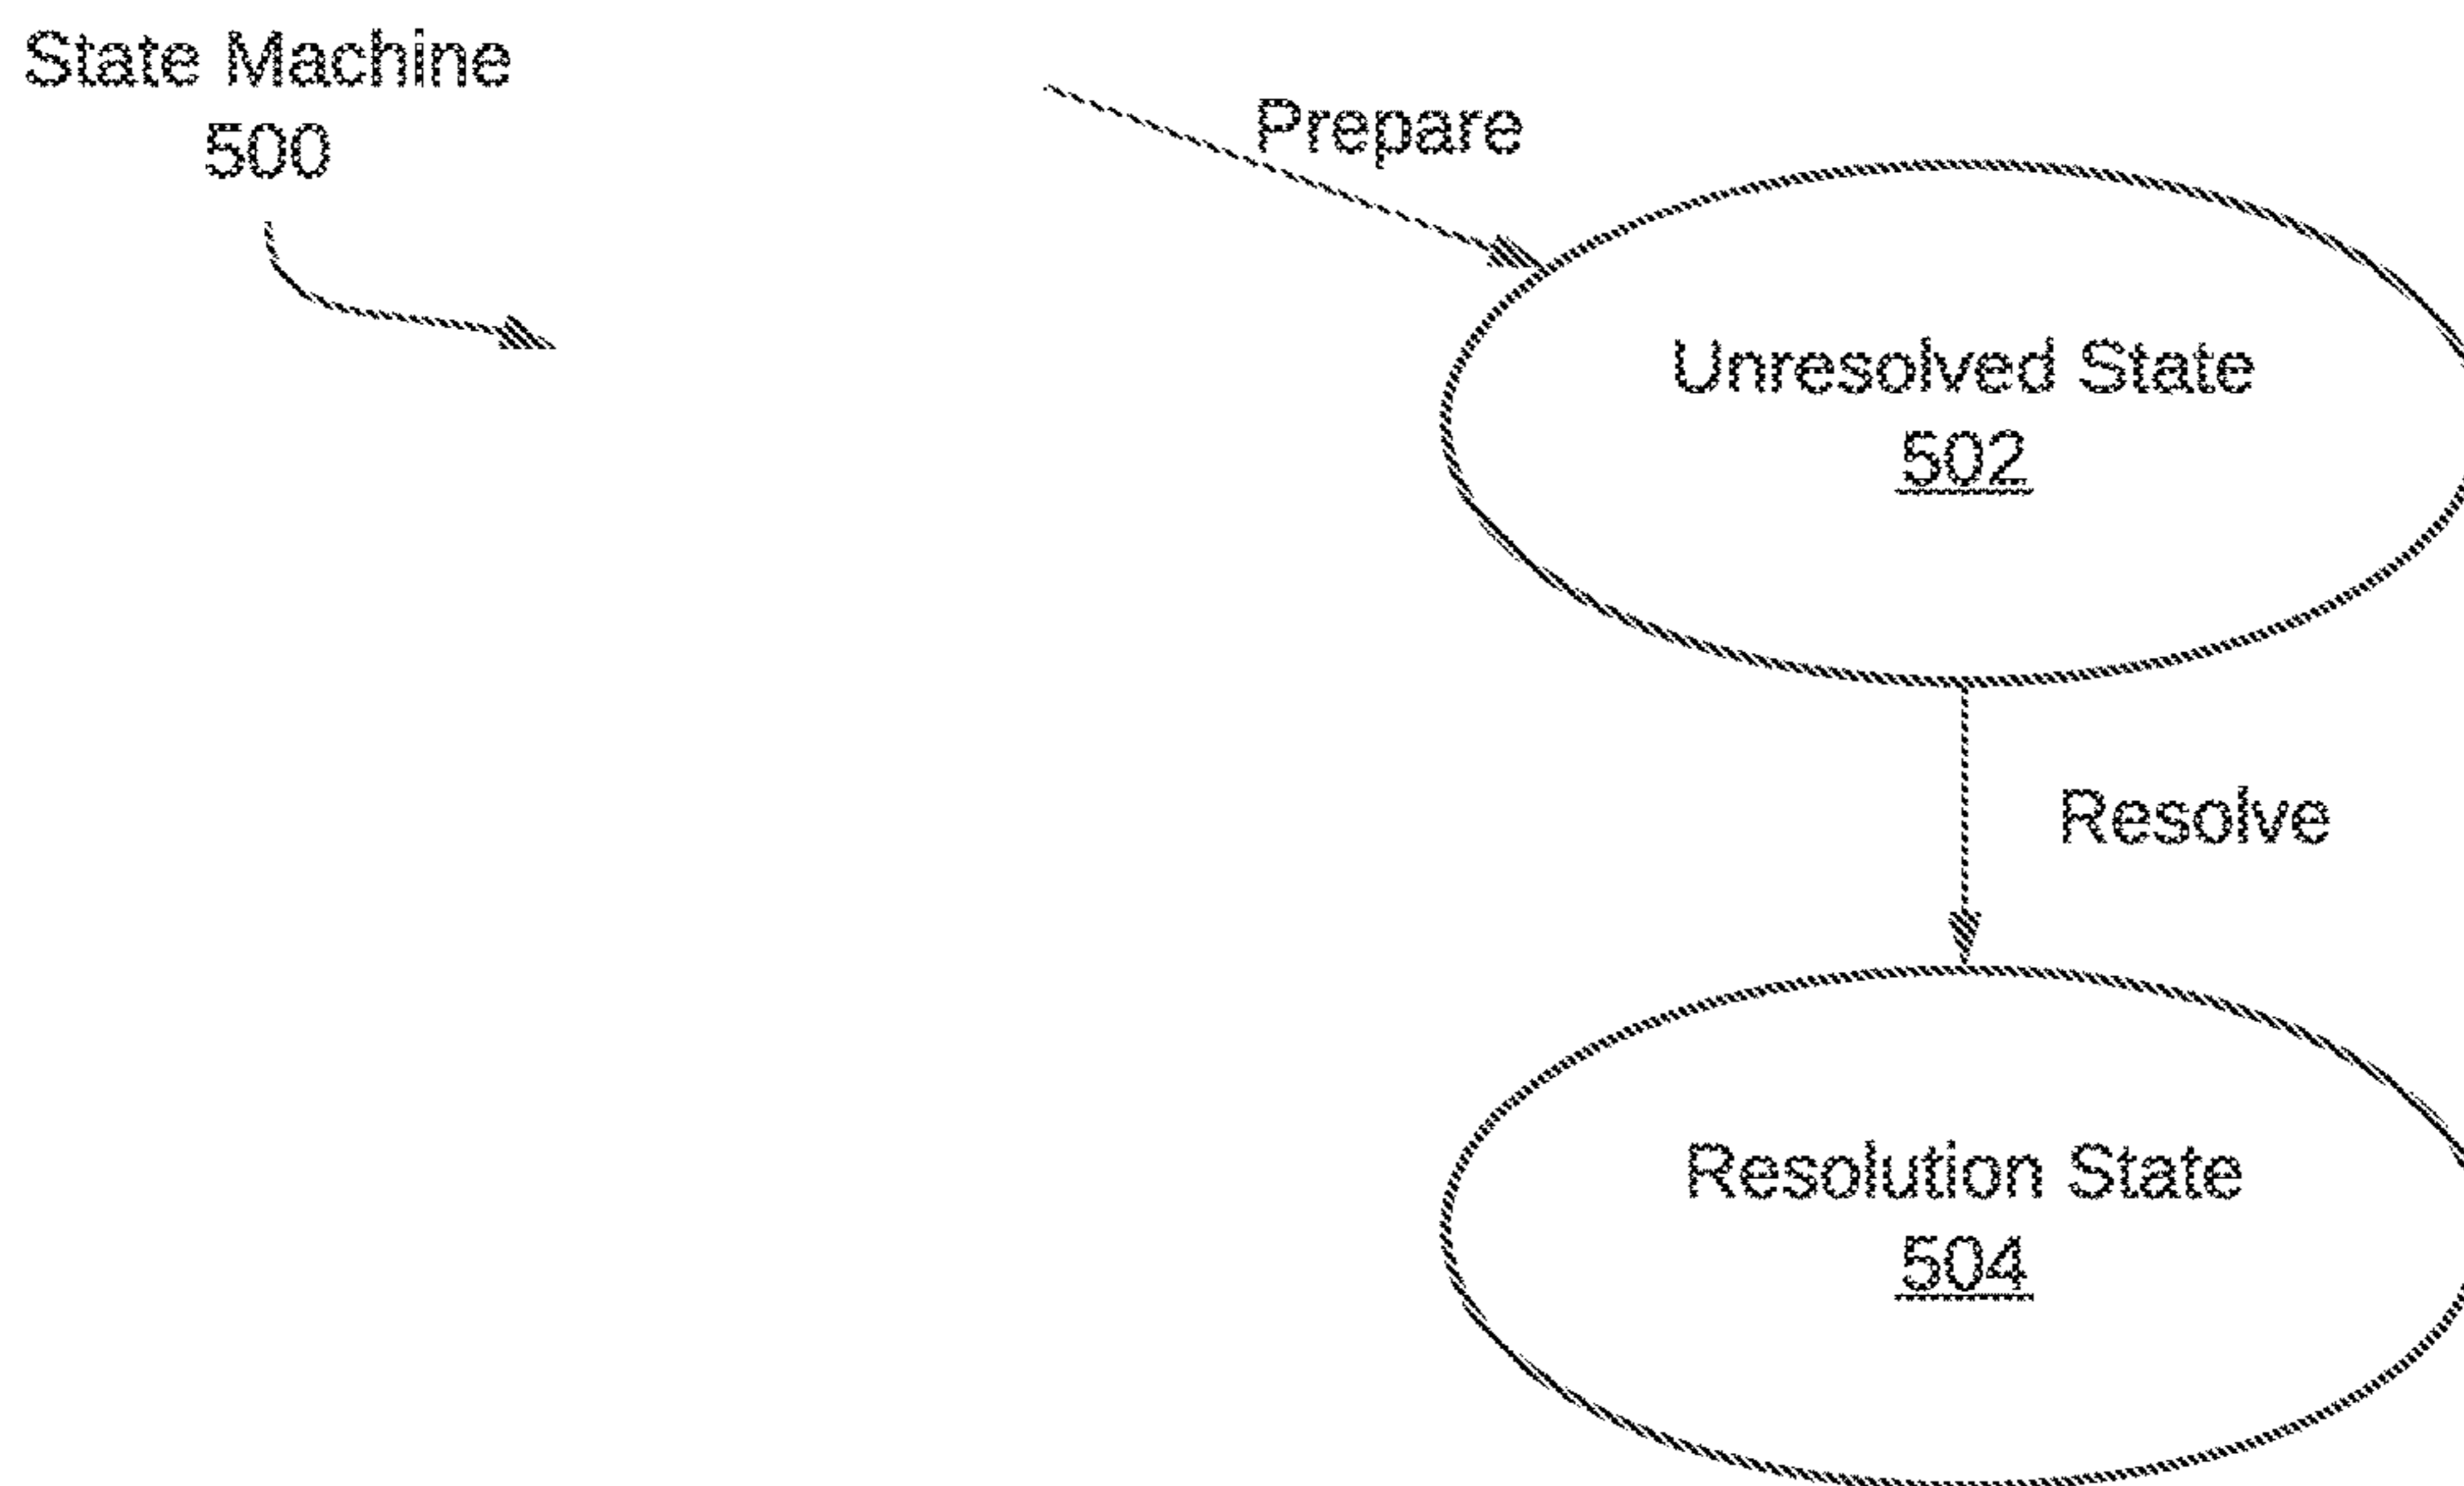 State Machine
500
Prepare
Unresolved State
502
Resolve
Resolution State
504